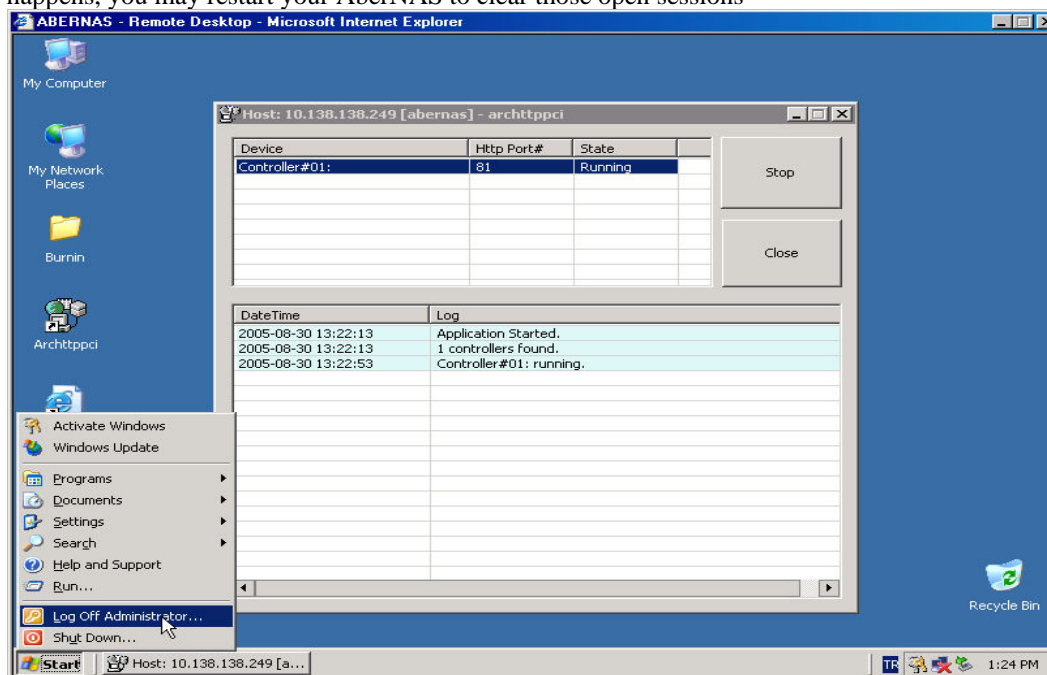 happens, you may restart your AberNAS to clear those open sessions
ABERNAS - Remote Desktop - Microsoft Internet Explorer
My Computer
My Network
Places
Burnin
Archttppci
Host: 10.138.138.249 [abernas] - archttppci
Device Http Port# State
Controller#01: 81 Running
Stop
Close
DateTime Log
2005-08-30 13:22:13 Application Started.
2005-08-30 13:22:13 1 controllers found.
2005-08-30 13:22:53 Controller#01: running.
Activate Windows
Windows Update
Programs
Documents
Settings
Search
Help and Support
Run...
Log Off Administrator...
Shut Down...
Recycle Bin
Start Host: 10.138.138.249 [a... TR 1:24 PM